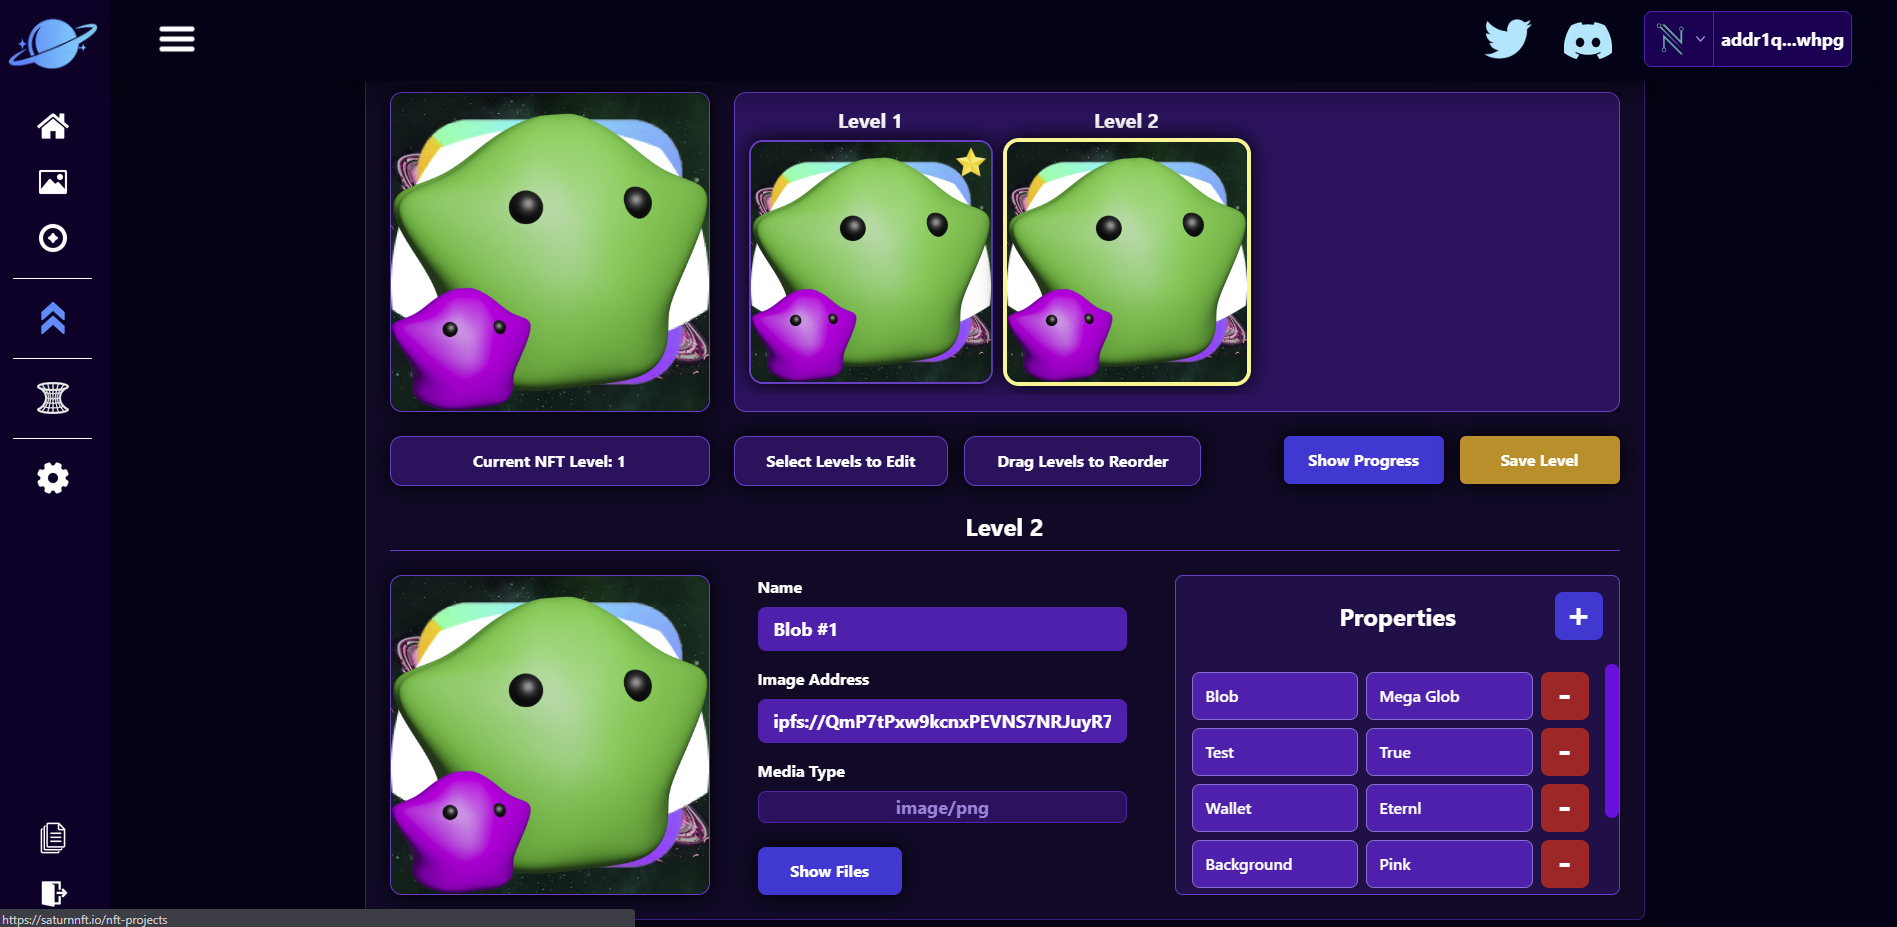 addr1q...whpg
Level 1
Level 2
Current NFT Level: 1
Select Levels to Edit
Drag Levels to Reorder
Show Progress
Save Level
Level 2
Name
Blob #1
Image Address
ipfs://QmP7tPxw9kcnxPEVNS7NRJuyR7
Media Type
image/png
Show Files
Properties
+
Blob Mega Glob -
Test True -
Wallet Eternl -
Background Pink -
https://saturnnft.io/nft-projects